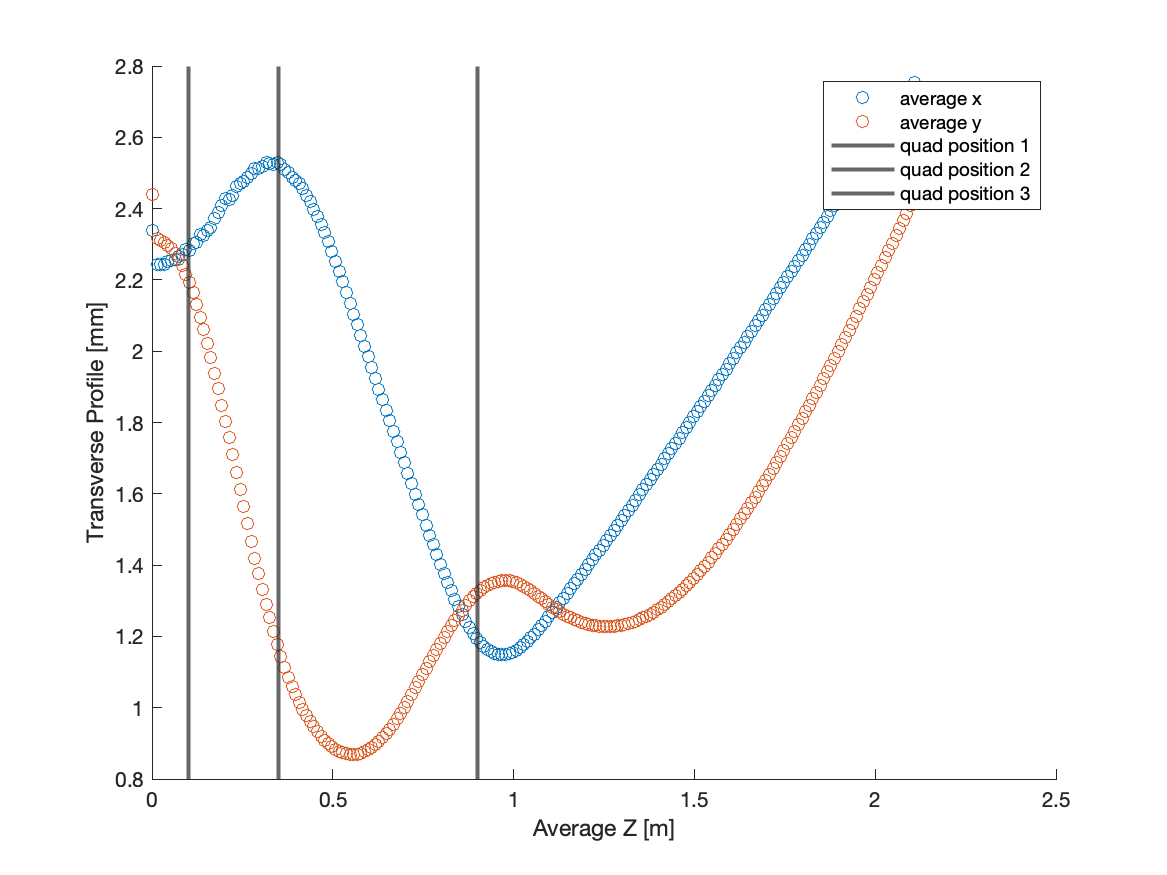 2.8
2.6
2.4
2.2
2
1.8
1.6
1.4
1.2
1
0.8
Transverse Profile [mm]
average x
average y
quad position 1
quad position 2
quad position 3
0 0.5 1 1.5 2 2.5
Average Z [m]